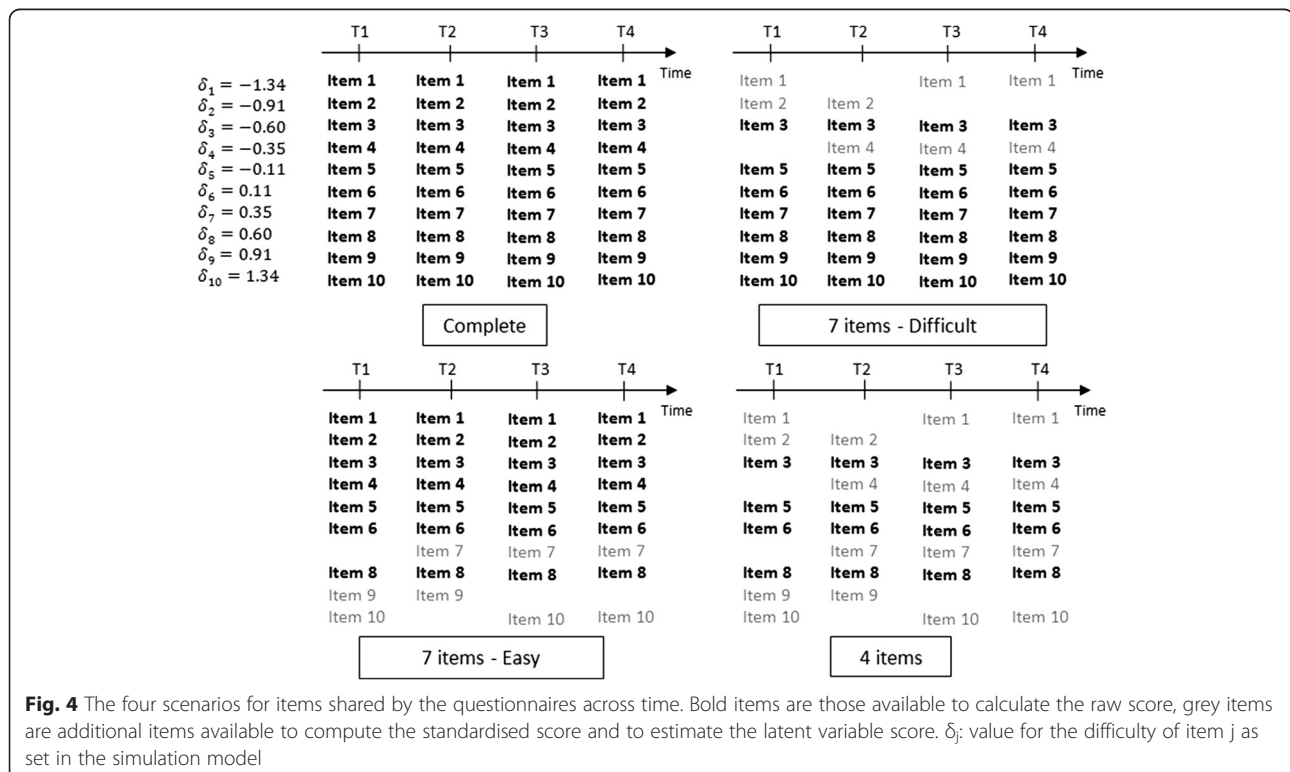 T1 T2 T3 T4
Time
δ₁ = −1.34 Item 1 Item 1 Item 1 Item 1
δ₂ = −0.91 Item 2 Item 2 Item 2 Item 2
δ₃ = −0.60 Item 3 Item 3 Item 3 Item 3
δ₄ = −0.35 Item 4 Item 4 Item 4 Item 4
δ₅ = −0.11 Item 5 Item 5 Item 5 Item 5
δ₆ = 0.11 Item 6 Item 6 Item 6 Item 6
δ₇ = 0.35 Item 7 Item 7 Item 7 Item 7
δ₈ = 0.60 Item 8 Item 8 Item 8 Item 8
δ₉ = 0.91 Item 9 Item 9 Item 9 Item 9
δ₁₀ = 1.34 Item 10 Item 10 Item 10 Item 10
Complete
T1 T2 T3 T4
Time
Item 1 Item 1 Item 1
Item 2 Item 2
Item 3 Item 3 Item 3 Item 3
Item 4 Item 4 Item 4
Item 5 Item 5 Item 5 Item 5
Item 6 Item 6 Item 6 Item 6
Item 7 Item 7 Item 7 Item 7
Item 8 Item 8 Item 8 Item 8
Item 9 Item 9 Item 9 Item 9
Item 10 Item 10 Item 10 Item 10
7 items - Difficult
T1 T2 T3 T4
Time
Item 1 Item 1 Item 1 Item 1
Item 2 Item 2 Item 2 Item 2
Item 3 Item 3 Item 3 Item 3
Item 4 Item 4 Item 4 Item 4
Item 5 Item 5 Item 5 Item 5
Item 6 Item 6 Item 6 Item 6
Item 7 Item 7 Item 7
Item 8 Item 8 Item 8 Item 8
Item 9 Item 9
Item 10 Item 10 Item 10
7 items - Easy
T1 T2 T3 T4
Time
Item 1 Item 1 Item 1
Item 2 Item 2
Item 3 Item 3 Item 3 Item 3
Item 4 Item 4 Item 4
Item 5 Item 5 Item 5 Item 5
Item 6 Item 6 Item 6 Item 6
Item 7 Item 7 Item 7
Item 8 Item 8 Item 8 Item 8
Item 9 Item 9
Item 10 Item 10 Item 10
4 items
Fig. 4 The four scenarios for items shared by the questionnaires across time. Bold items are those available to calculate the raw score, grey items
are additional items available to compute the standardised score and to estimate the latent variable score. δⱼ: value for the difficulty of item j as
set in the simulation model